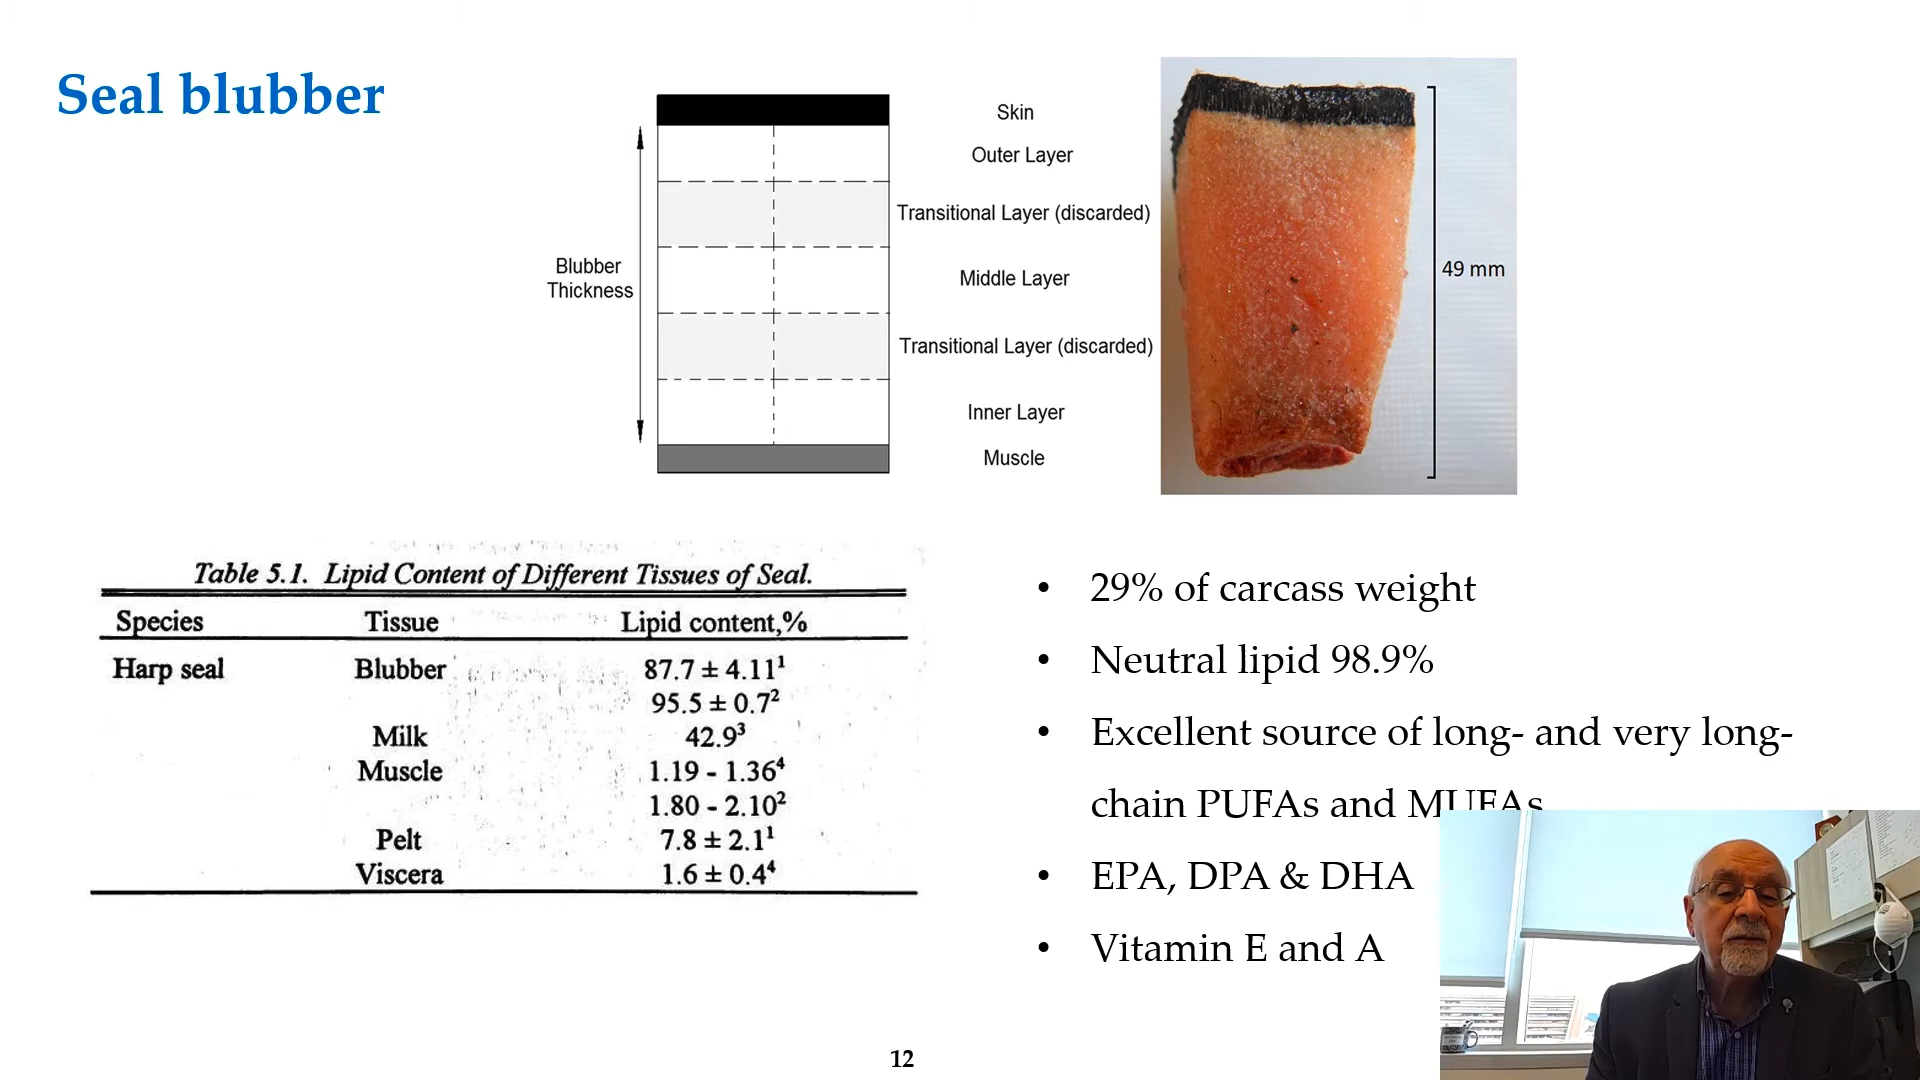 Seal blubber
Skin
Outer Layer
Transitional Layer (discarded)
Blubber
Thickness
Middle Layer
Transitional Layer (discarded)
Inner Layer
Muscle
49 mm
Table 5.1. Lipid Content of Different Tissues of Seal.
Species Tissue Lipid content,%
Harp seal Blubber 87.7 ± 4.11¹
95.5 ± 0.7²
Milk 42.9³
Muscle 1.19 - 1.36⁴
1.80 - 2.10²
Pelt 7.8 ± 2.1¹
Viscera 1.6 ± 0.4⁴
• 29% of carcass weight
• Neutral lipid 98.9%
• Excellent source of long- and very long-
chain PUFAs and MUFAs
• EPA, DPA & DHA
• Vitamin E and A
12